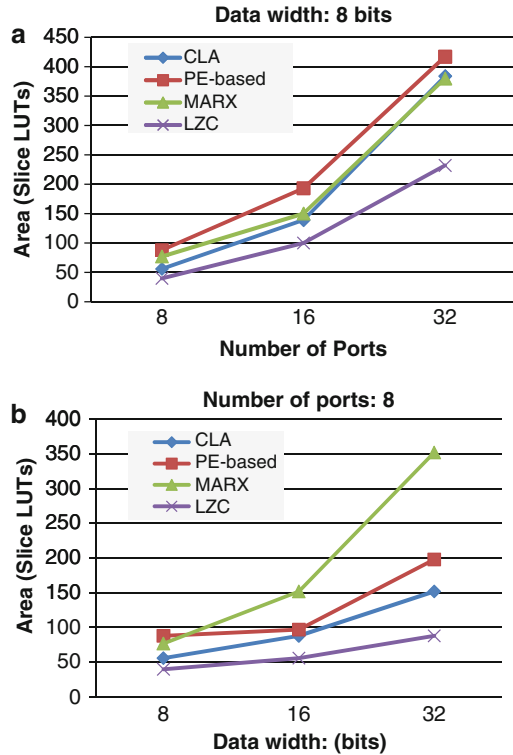 a
Data width: 8 bits
Area (Slice LUTs)
450
400
350
300
250
200
150
100
50
0
CLA
PE-based
MARX
LZC
8
16
32
Number of Ports
b
Number of ports: 8
Area (Slice LUTs)
400
350
300
250
200
150
100
50
0
CLA
PE-based
MARX
LZC
8
16
32
Data width: (bits)